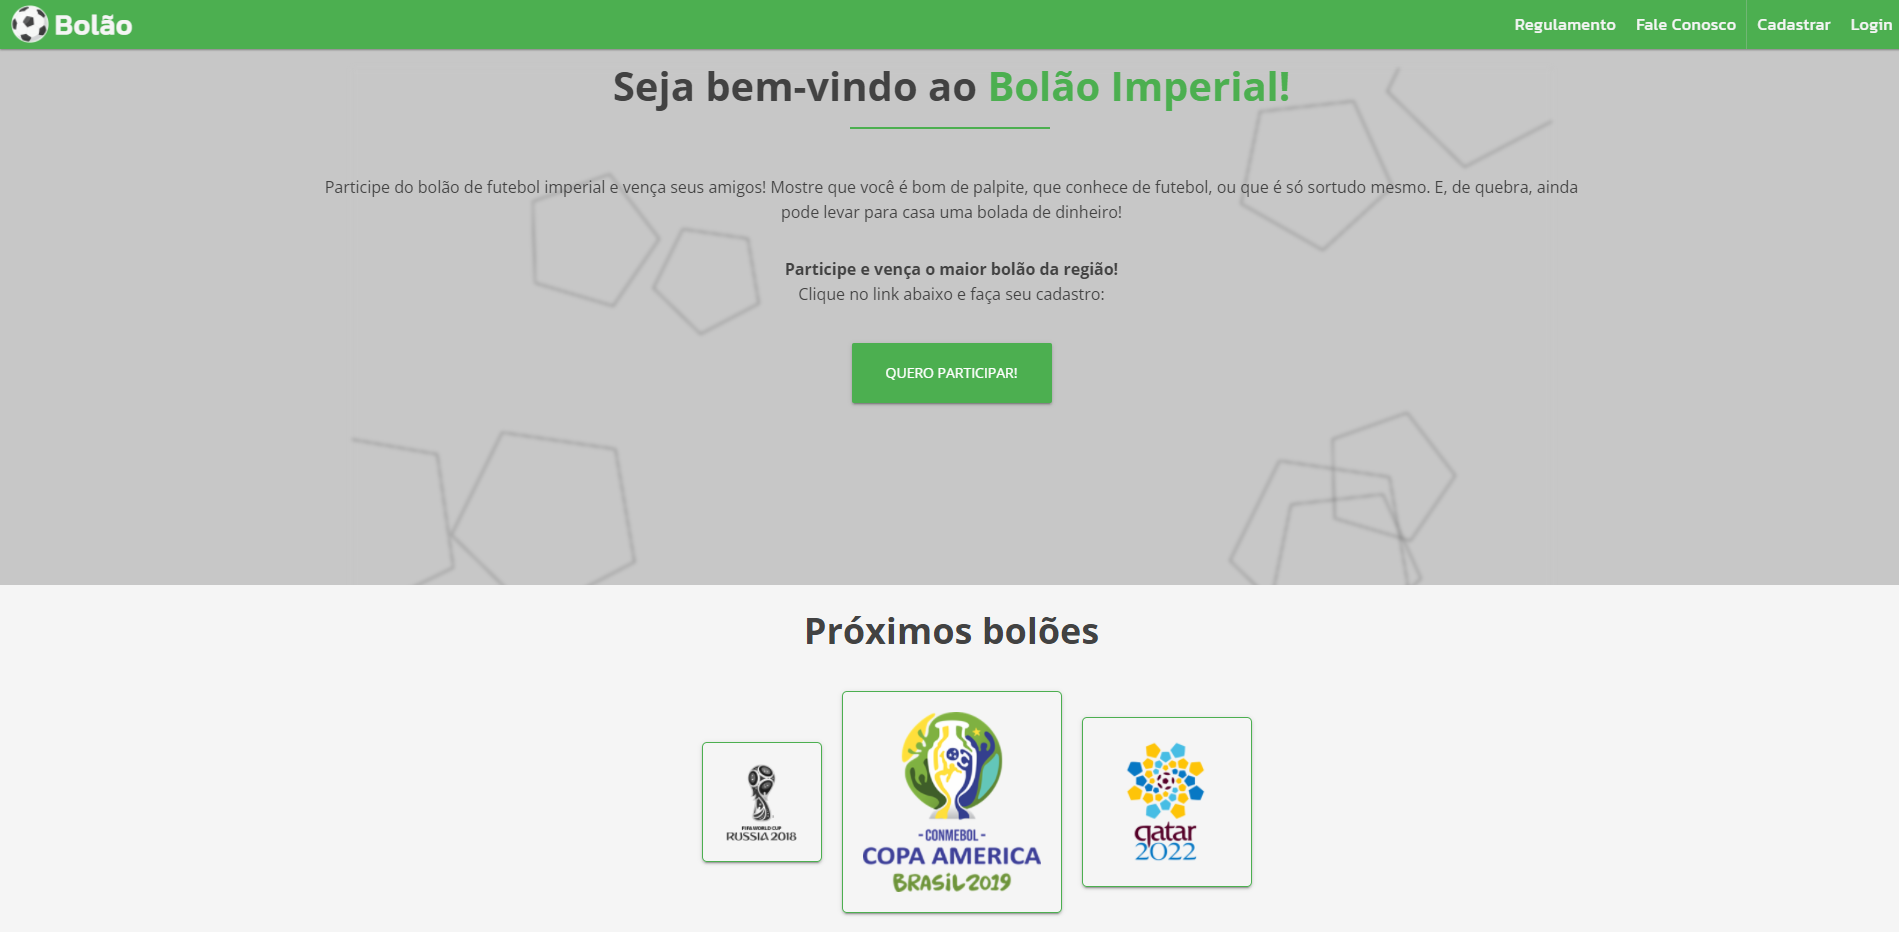 Bolão
Regulamento
Fale Conosco
Cadastrar
Login
Seja bem-vindo ao Bolão Imperial!
Participe do bolão de futebol imperial e vença seus amigos! Mostre que você é bom de palpite, que conhece de futebol, ou que é só sortudo mesmo. E, de quebra, ainda
pode levar para casa uma bolada de dinheiro!
Participe e vença o maior bolão da região!
Clique no link abaixo e faça seu cadastro:
QUERO PARTICIPAR!
Próximos bolões
FIFA WORLD CUP
RUSSIA 2018
- CONMEBOL -
COPA AMERICA
BRASIL 2019
qatar
2022